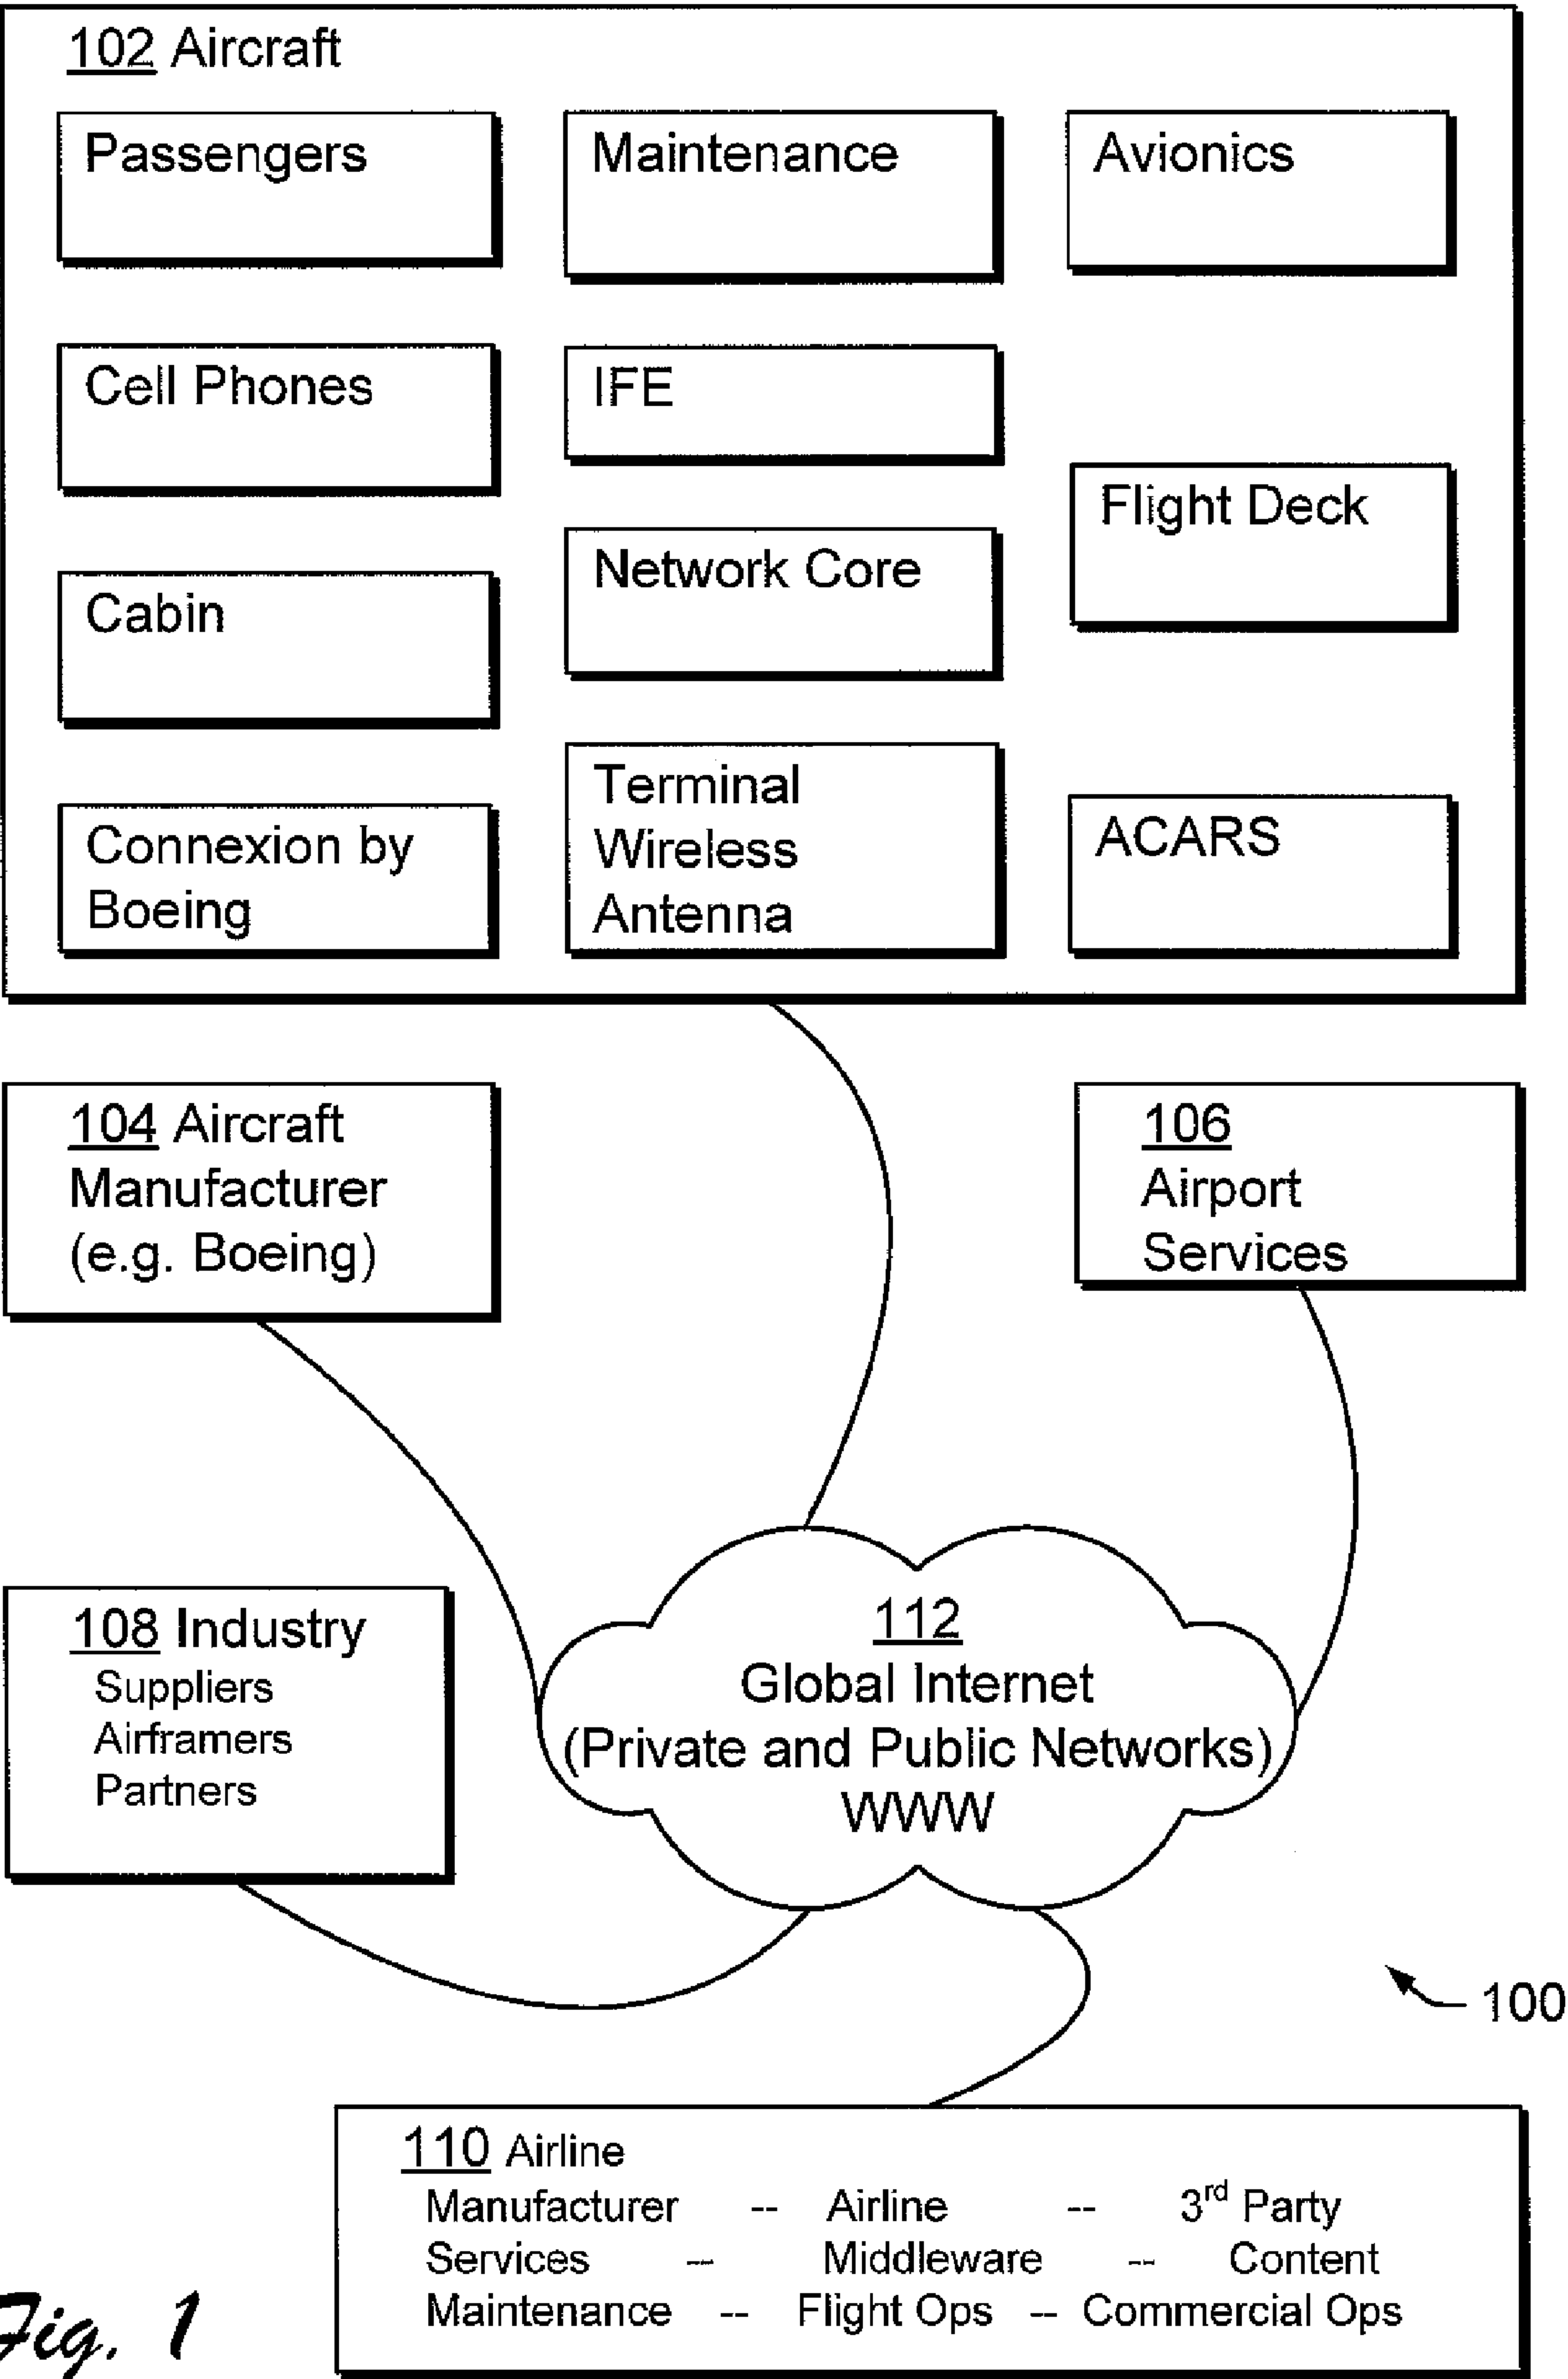 102 Aircraft
Passengers
Maintenance
Avionics
Cell Phones
IFE
Flight Deck
Network Core
Cabin
Terminal
Wireless
Antenna
Connexion by
Boeing
ACARS
104 Aircraft
Manufacturer
(e.g. Boeing)
106
Airport
Services
108 Industry
Suppliers
Airframers
Partners
112
Global Internet
(Private and Public Networks)
WWW
100
110 Airline
Manufacturer -- Airline -- 3rd Party
Services -- Middleware -- Content
Maintenance -- Flight Ops -- Commercial Ops
Fig. 1